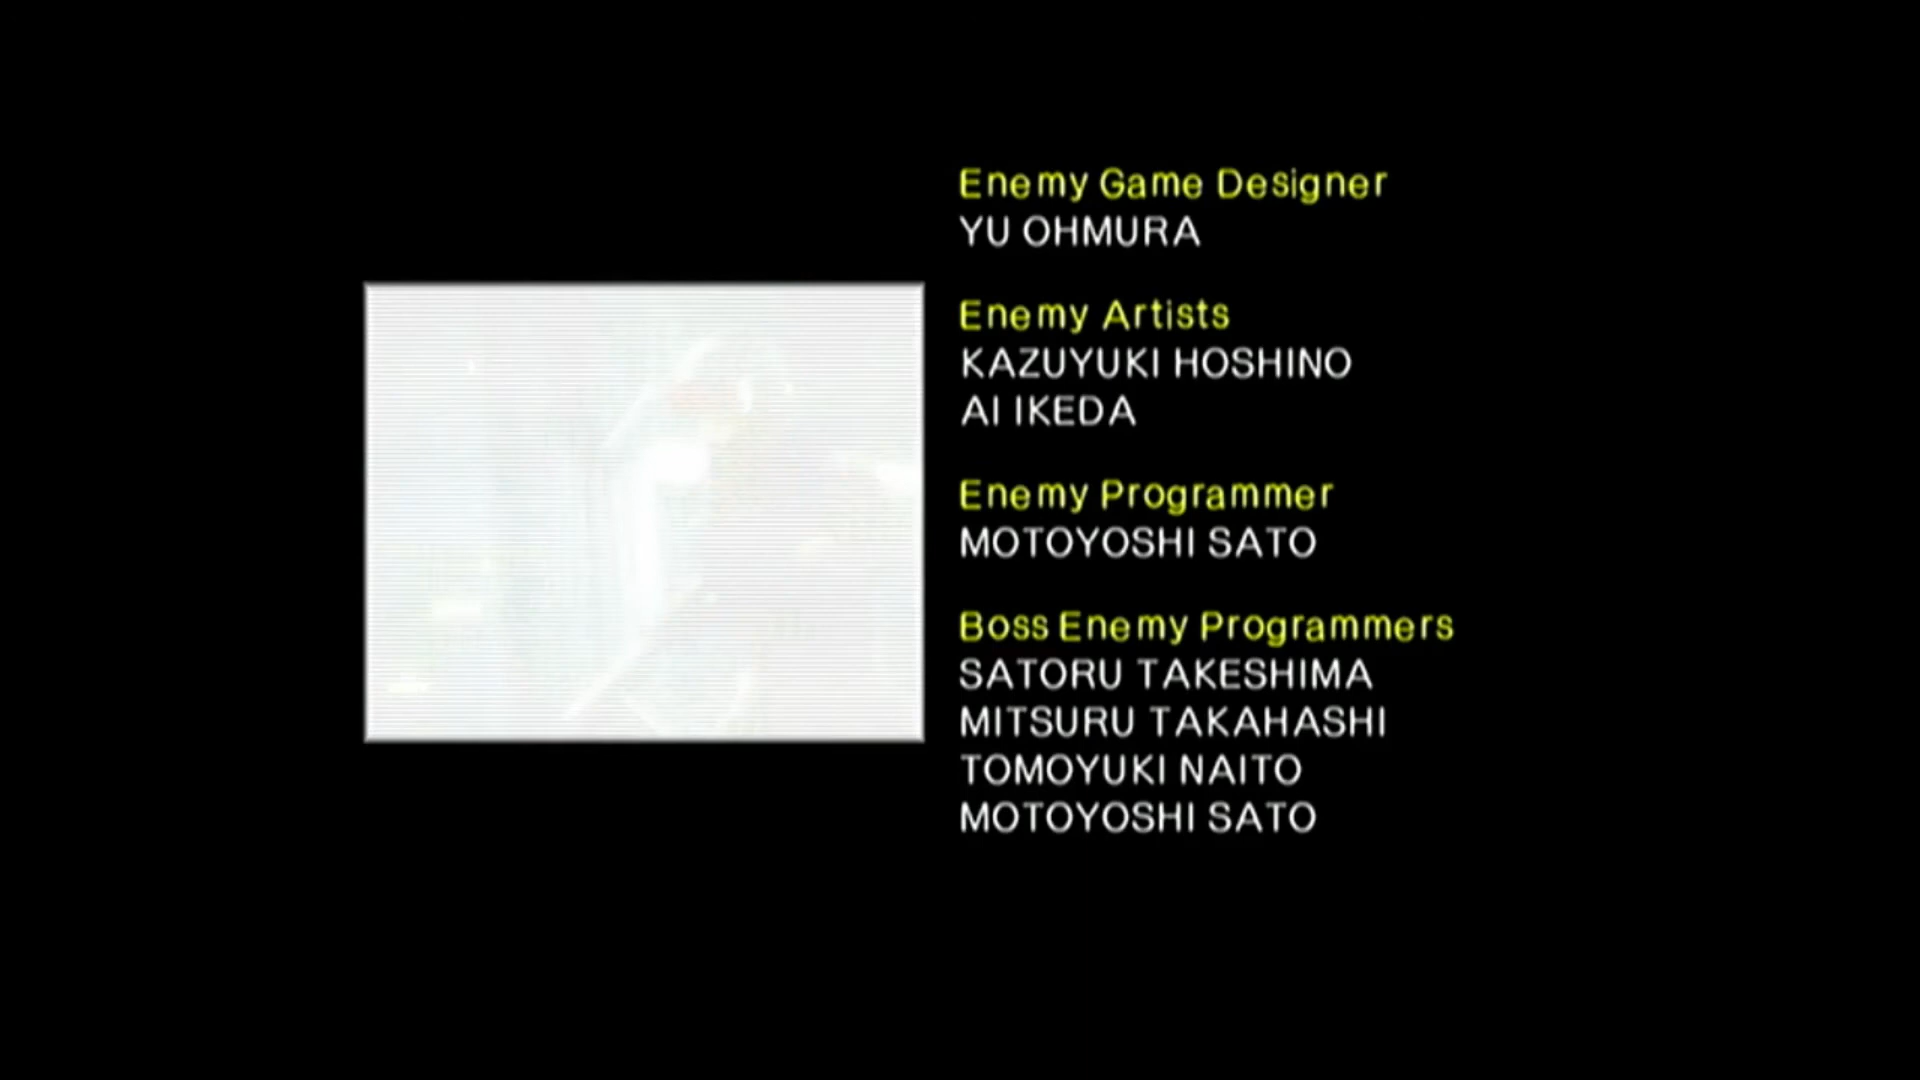 Enemy Game Designer
YU OHMURA
Enemy Artists
KAZUYUKI HOSHINO
AI IKEDA
Enemy Programmer
MOTOYOSHI SATO
Boss Enemy Programmers
SATORU TAKESHIMA
MITSURU TAKAHASHI
TOMOYUKI NAITO
MOTOYOSHI SATO